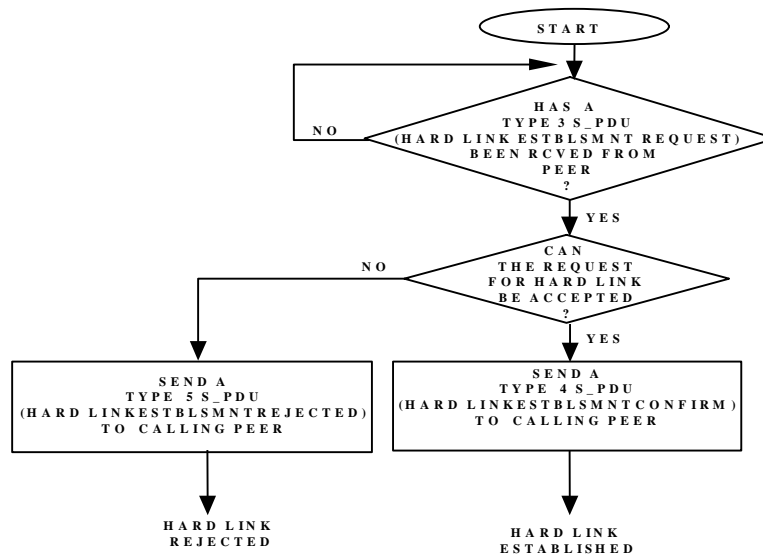 START
HAS A
TYPE 3 S_PDU
(HARD LINK ESTBLSMNT REQUEST)
BEEN RCVED FROM
PEER
?
NO
YES
CAN
THE REQUEST
FOR HARD LINK
BE ACCEPTED
?
NO
YES
SEND A
TYPE 5 S_PDU
(HARD LINKESTBLSMNTREJECTED)
TO CALLING PEER
SEND A
TYPE 4 S_PDU
(HARD LINKESTBLSMNTCONFIRM)
TO CALLING PEER
HARD LINK
REJECTED
HARD LINK
ESTABLISHED